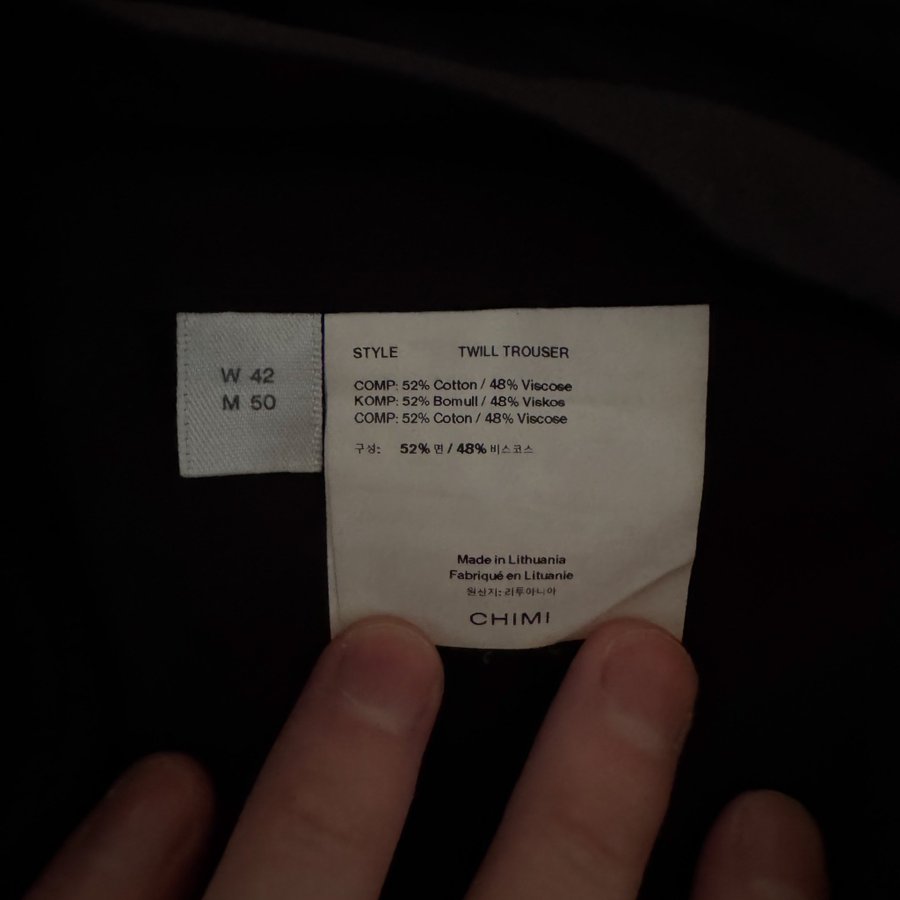 W 42
M 50
STYLE TWILL TROUSER
COMP: 52% Cotton / 48% Viscose
KOMP: 52% Bomull / 48% Viskos
COMP: 52% Coton / 48% Viscose
구성: 52% 면 / 48% 비스코스
Made in Lithuania
Fabriqué en Lituanie
원산지: 리투아니아
CHIMI